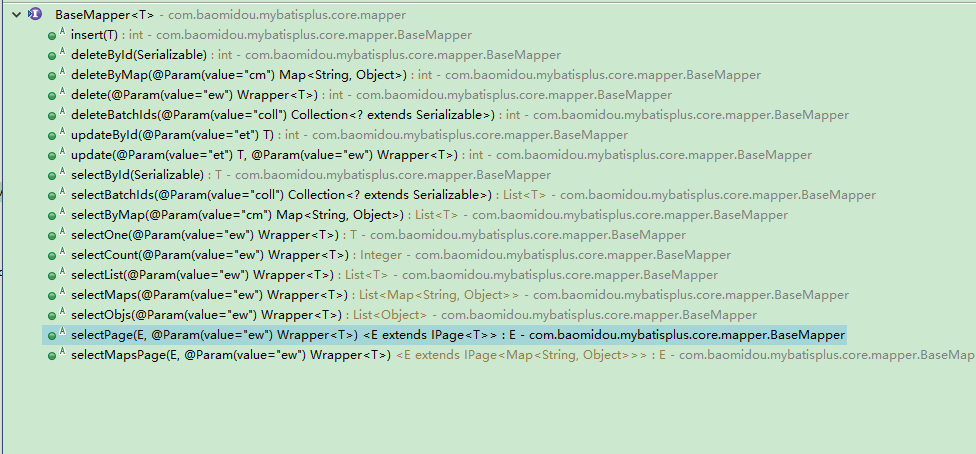 BaseMapper<T> - com.baomidou.mybatisplus.core.mapper
insert(T) : int - com.baomidou.mybatisplus.core.mapper.BaseMapper
deleteById(Serializable) : int - com.baomidou.mybatisplus.core.mapper.BaseMapper
deleteByMap(@Param(value="cm") Map<String, Object>) : int - com.baomidou.mybatisplus.core.mapper.BaseMapper
delete(@Param(value="ew") Wrapper<T>) : int - com.baomidou.mybatisplus.core.mapper.BaseMapper
deleteBatchIds(@Param(value="coll") Collection<? extends Serializable>) : int - com.baomidou.mybatisplus.core.mapper.BaseMapper
updateById(@Param(value="et") T) : int - com.baomidou.mybatisplus.core.mapper.BaseMapper
update(@Param(value="et") T, @Param(value="ew") Wrapper<T>) : int - com.baomidou.mybatisplus.core.mapper.BaseMapper
selectById(Serializable) : T - com.baomidou.mybatisplus.core.mapper.BaseMapper
selectBatchIds(@Param(value="coll") Collection<? extends Serializable>) : List<T> - com.baomidou.mybatisplus.core.mapper.BaseMapper
selectByMap(@Param(value="cm") Map<String, Object>) : List<T> - com.baomidou.mybatisplus.core.mapper.BaseMapper
selectOne(@Param(value="ew") Wrapper<T>) : T - com.baomidou.mybatisplus.core.mapper.BaseMapper
selectCount(@Param(value="ew") Wrapper<T>) : Integer - com.baomidou.mybatisplus.core.mapper.BaseMapper
selectList(@Param(value="ew") Wrapper<T>) : List<T> - com.baomidou.mybatisplus.core.mapper.BaseMapper
selectMaps(@Param(value="ew") Wrapper<T>) : List<Map<String, Object>> - com.baomidou.mybatisplus.core.mapper.BaseMapper
selectObjs(@Param(value="ew") Wrapper<T>) : List<Object> - com.baomidou.mybatisplus.core.mapper.BaseMapper
selectPage(E, @Param(value="ew") Wrapper<T>) <E extends IPage<T>> : E - com.baomidou.mybatisplus.core.mapper.BaseMapper
selectMapsPage(E, @Param(value="ew") Wrapper<T>) <E extends IPage<Map<String, Object>>> : E - com.baomidou.mybatisplus.core.mapper.BaseMap